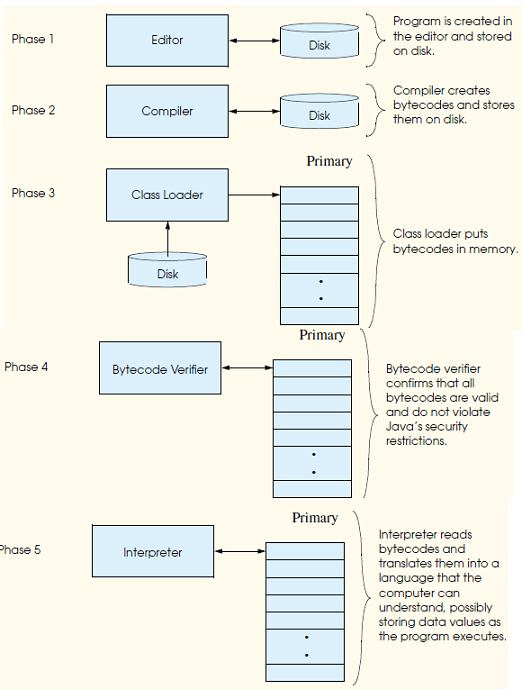 Phase 1
Editor
Disk
Program is created in
the editor and stored
on disk.
Phase 2
Compiler
Disk
Compiler creates
bytecodes and stores
them on disk.
Primary
Phase 3
Class Loader
Disk
Class loader puts
bytecodes in memory.
Primary
Phase 4
Bytecode Verifier
Bytecode verifier
confirms that all
bytecodes are valid
and do not violate
Java's security
restrictions.
Primary
Phase 5
Interpreter
Interpreter reads
bytecodes and
translates them into a
language that the
computer can
understand, possibly
storing data values as
the program executes.